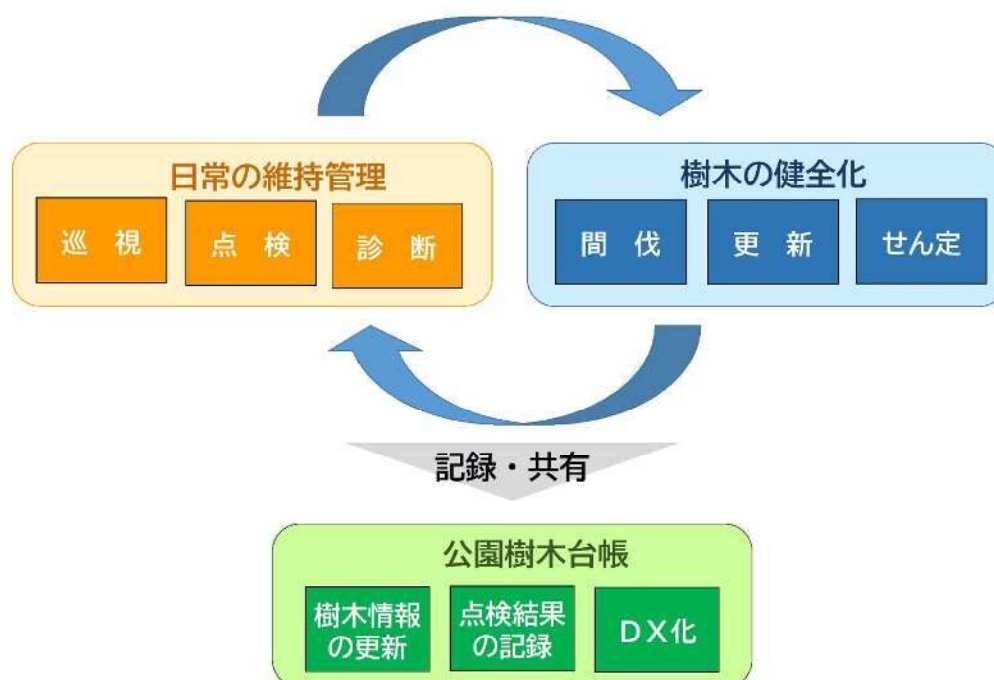 日常の維持管理
巡　視
点　検
診　断
樹木の健全化
間　伐
更　新
せん定
記録・共有
公園樹木台帳
樹木情報
の更新
点検結果
の記録
ＤＸ化